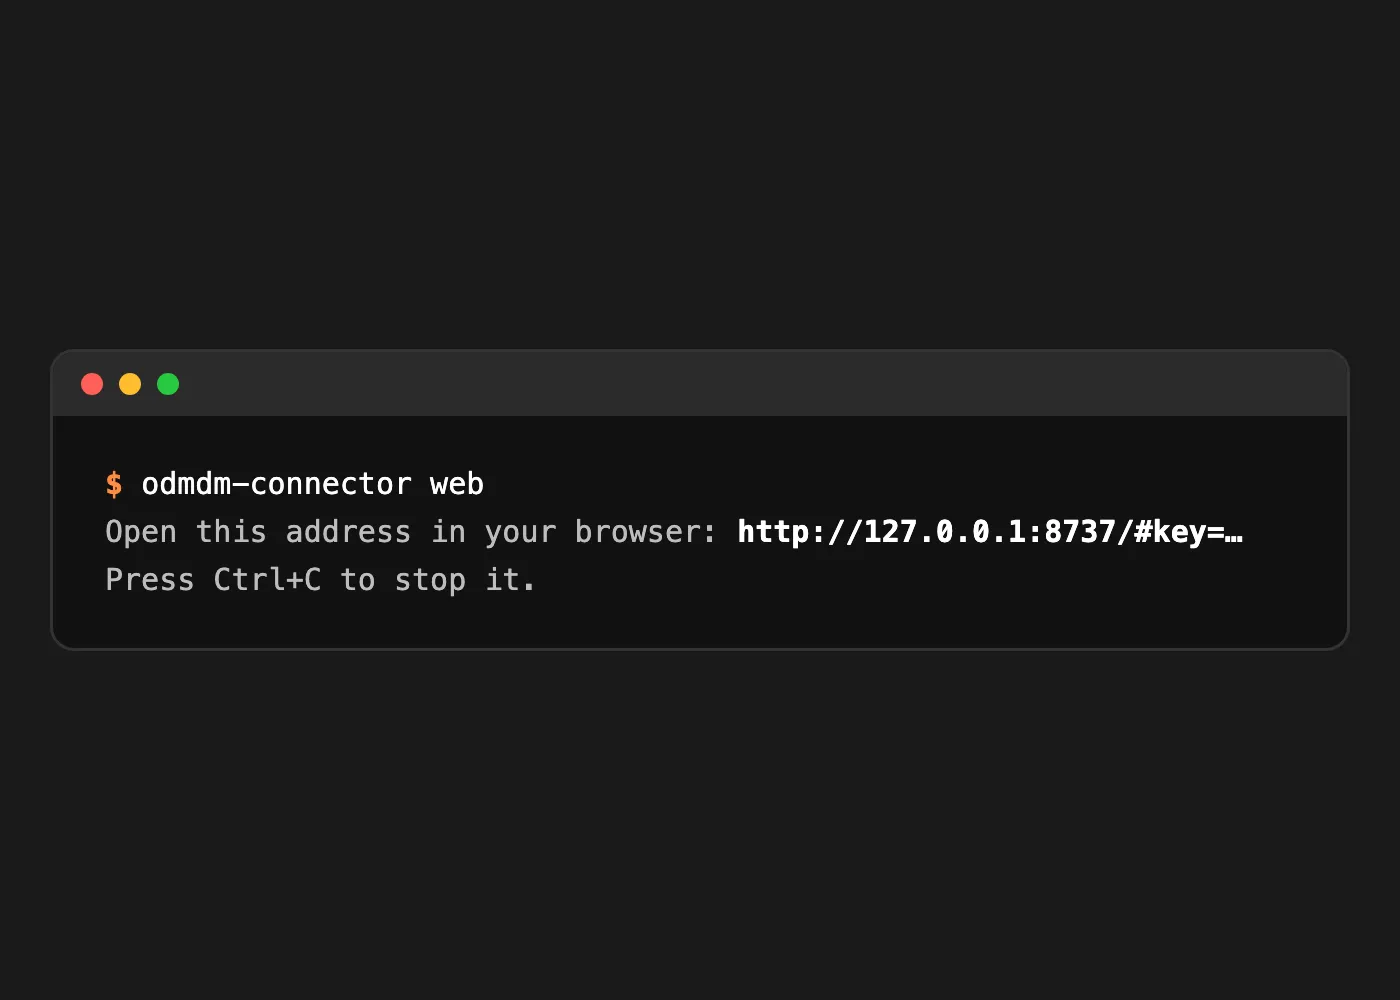 $ odmdm-connector web
Open this address in your browser: http://127.0.0.1:8737/#key=…
Press Ctrl+C to stop it.